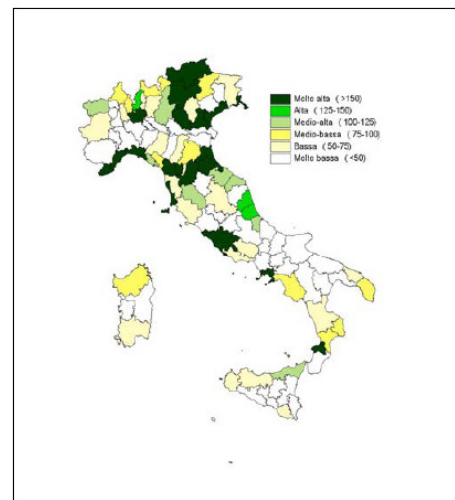 Molto alta ( >150)
Alta ( 125-150)
Medio-alta ( 100-125)
Medio-bassa ( 75-100)
Bassa ( 50-75)
Molto bassa ( <50)